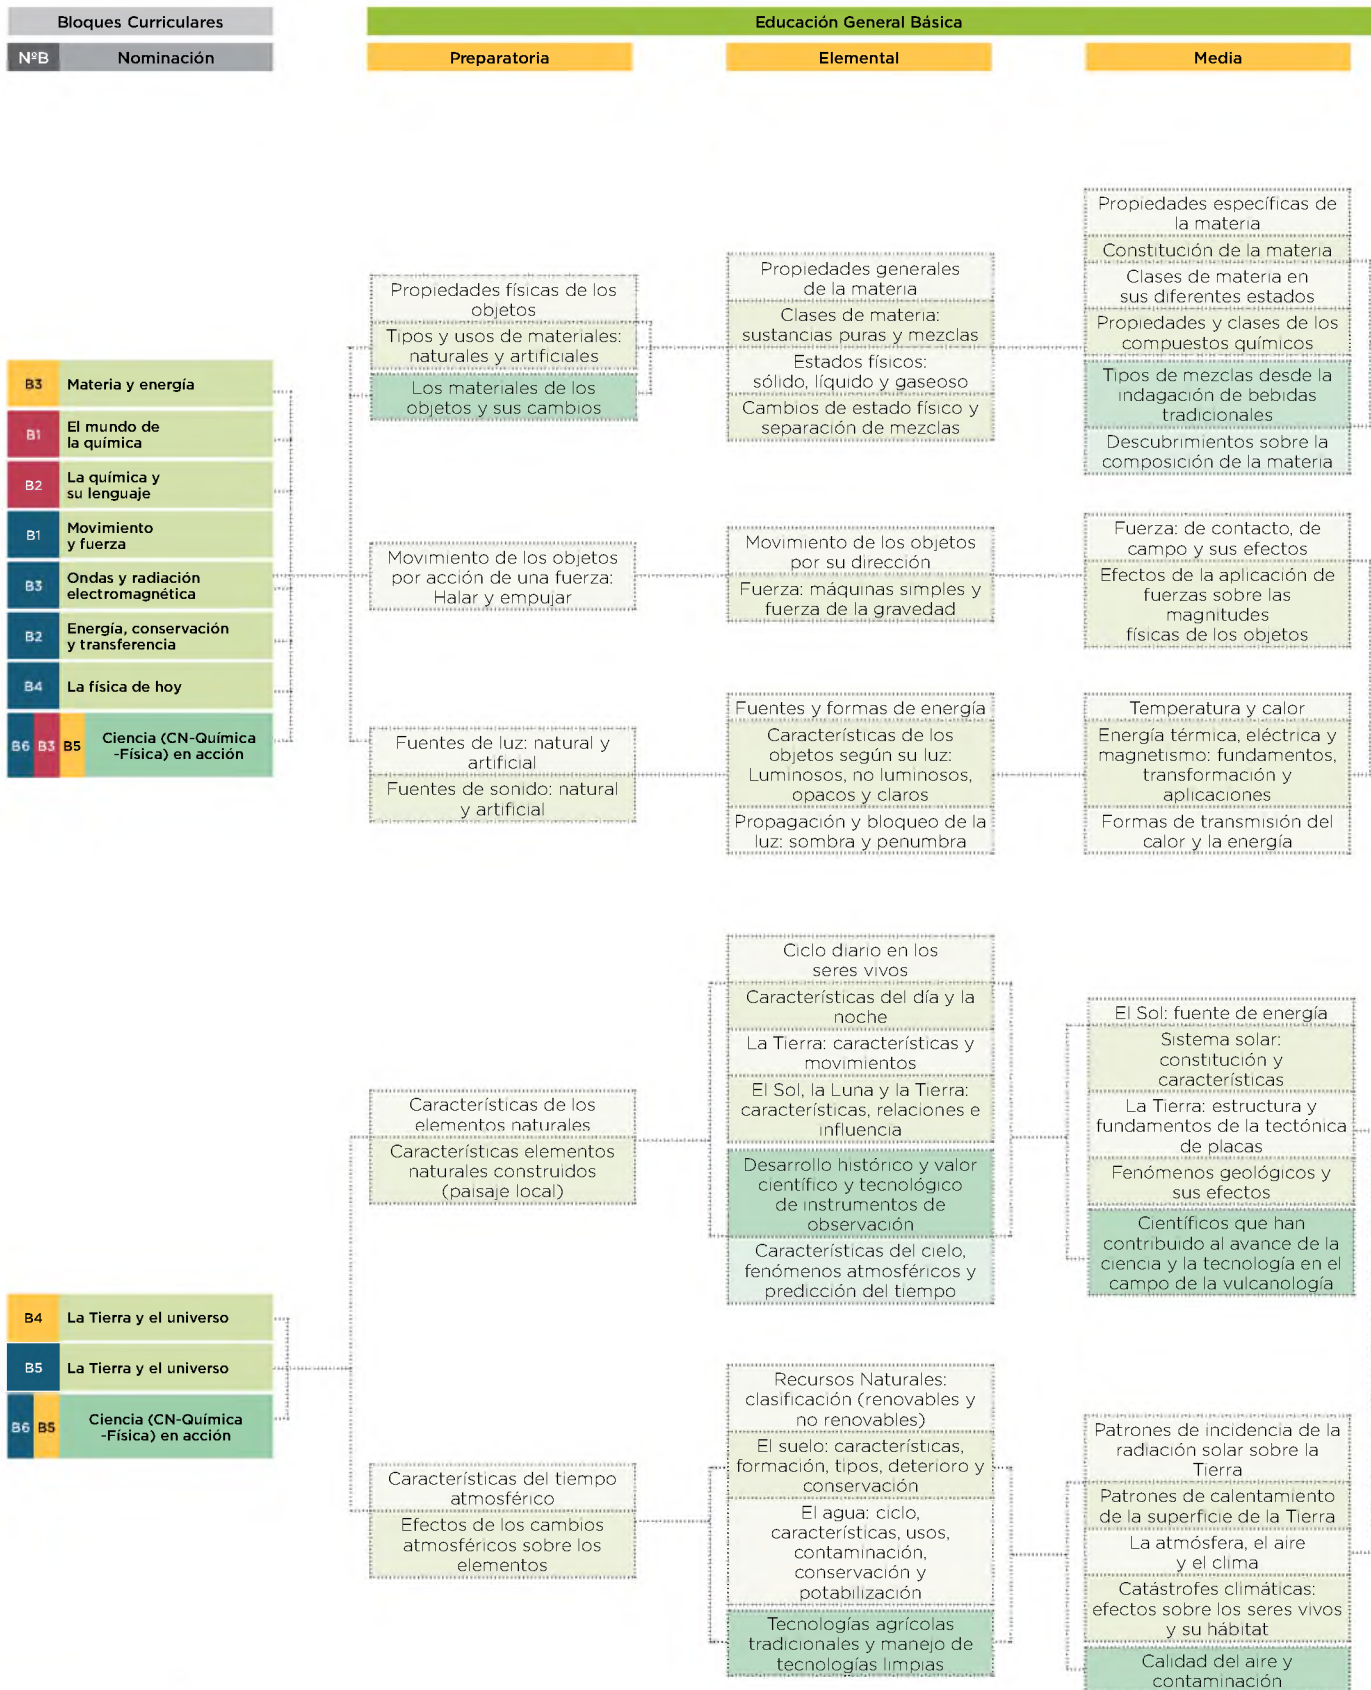 Bloques Curriculares
Educación General Básica
NºB
Nominación
Preparatoria
Elemental
Media
B3
Materia y energía
B1
El mundo de
la química
B2
La química y
su lenguaje
B1
Movimiento
y fuerza
B3
Ondas y radiación
electromagnética
B2
Energía, conservación
y transferencia
B4
La física de hoy
B6 B3 B5
Ciencia (CN-Química
-Física) en acción
Propiedades físicas de los
objetos
Tipos y usos de materiales:
naturales y artificiales
Los materiales de los
objetos y sus cambios
Propiedades generales
de la materia
Clases de materia:
sustancias puras y mezclas
Estados físicos:
sólido, líquido y gaseoso
Cambios de estado físico y
separación de mezclas
Propiedades específicas de
la materia
Constitución de la materia
Clases de materia en
sus diferentes estados
Propiedades y clases de los
compuestos químicos
Tipos de mezclas desde la
indagación de bebidas
tradicionales
Descubrimientos sobre la
composición de la materia
Movimiento de los objetos
por acción de una fuerza:
Halar y empujar
Movimiento de los objetos
por su dirección
Fuerza: máquinas simples y
fuerza de la gravedad
Fuerza: de contacto, de
campo y sus efectos
Efectos de la aplicación de
fuerzas sobre las
magnitudes
físicas de los objetos
Fuentes de luz: natural y
artificial
Fuentes de sonido: natural
y artificial
Fuentes y formas de energía
Características de los
objetos según su luz:
Luminosos, no luminosos,
opacos y claros
Propagación y bloqueo de la
luz: sombra y penumbra
Temperatura y calor
Energía térmica, eléctrica y
magnetismo: fundamentos,
transformación y
aplicaciones
Formas de transmisión del
calor y la energía
B4
La Tierra y el universo
B5
La Tierra y el universo
B6 B5
Ciencia (CN-Química
-Física) en acción
Características de los
elementos naturales
Características elementos
naturales construidos
(paisaje local)
Ciclo diario en los
seres vivos
Características del día y la
noche
La Tierra: características y
movimientos
El Sol, la Luna y la Tierra:
características, relaciones e
influencia
Desarrollo histórico y valor
científico y tecnológico
de instrumentos de
observación
Características del cielo,
fenómenos atmosféricos y
predicción del tiempo
El Sol: fuente de energía
Sistema solar:
constitución y
características
La Tierra: estructura y
fundamentos de la tectónica
de placas
Fenómenos geológicos y
sus efectos
Científicos que han
contribuido al avance de la
ciencia y la tecnología en el
campo de la vulcanología
Características del tiempo
atmosférico
Efectos de los cambios
atmosféricos sobre los
elementos
Recursos Naturales:
clasificación (renovables y
no renovables)
El suelo: características,
formación, tipos, deterioro y
conservación
El agua: ciclo,
características, usos,
contaminación,
conservación y
potabilización
Tecnologías agrícolas
tradicionales y manejo de
tecnologías limpias
Patrones de incidencia de la
radiación solar sobre la
Tierra
Patrones de calentamiento
de la superficie de la Tierra
La atmósfera, el aire
y el clima
Catástrofes climáticas:
efectos sobre los seres vivos
y su hábitat
Calidad del aire y
contaminación